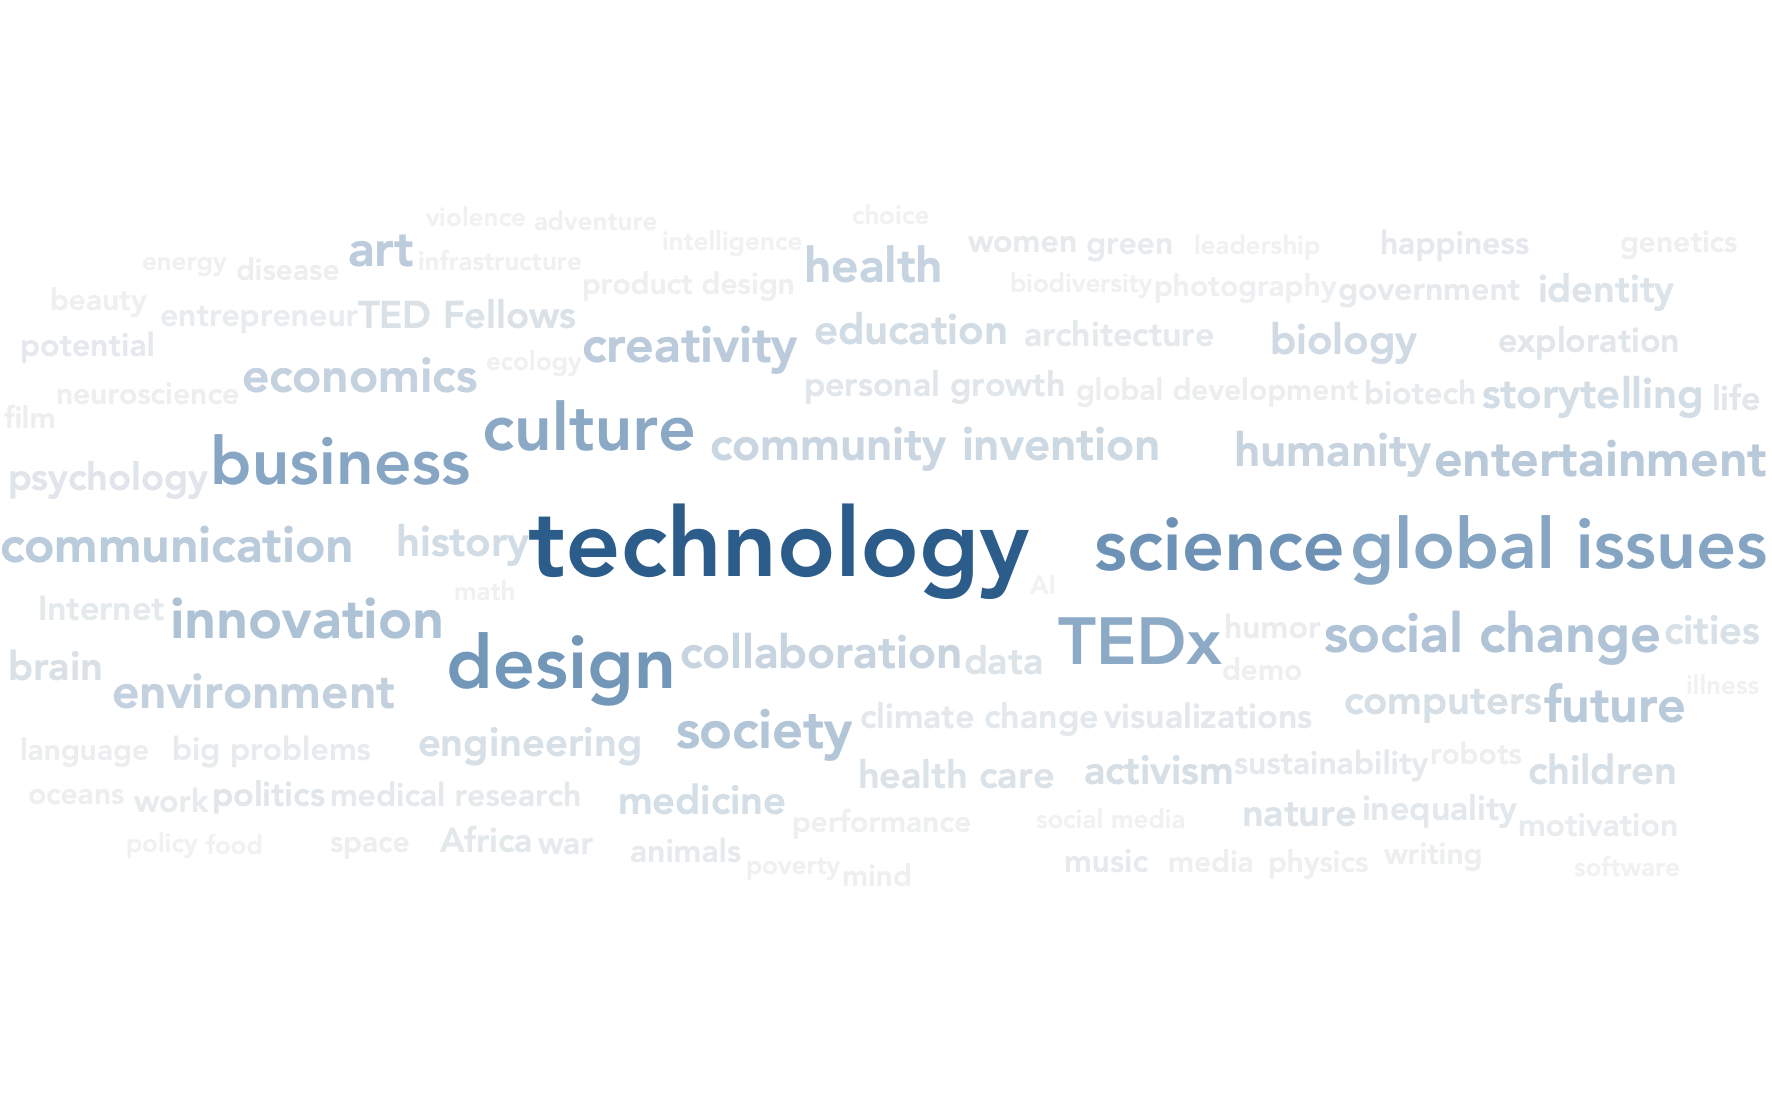 violence adventure choice
art intelligence health women green leadership happiness genetics
energy disease infrastructure
beauty product design biodiversity photography government identity
entrepreneur TED Fellows
potential creativity education architecture biology exploration
economics ecology
neuroscience personal growth global development biotech storytelling life
film culture
business community invention humanity entertainment
psychology
communication history technology science global issues
math AI
Internet innovation TEDx humor social change cities
brain design collaboration data demo
environment computers future illness
society climate change visualizations
language big problems engineering
health care activism sustainability robots children
oceans work politics medical research medicine
nature inequality motivation
performance social media
policy food space Africa war animals poverty mind music media physics writing software